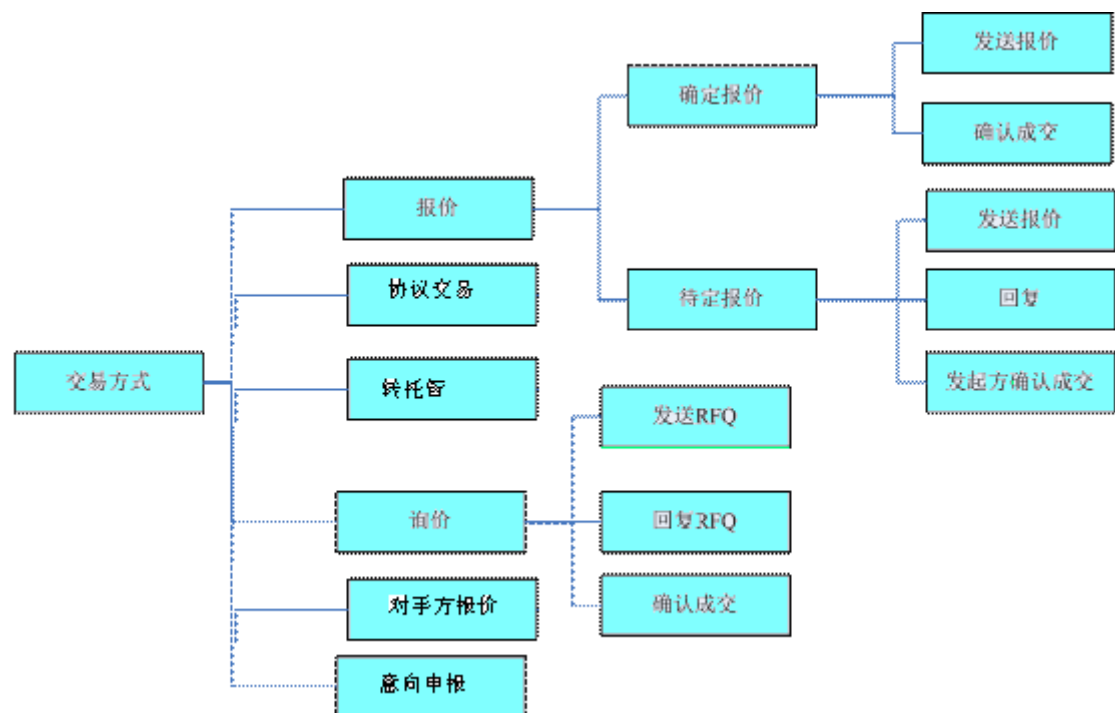 交易方式
报价
确定报价
发送报价
确认成交
待定报价
发送报价
回复
发起方确认成交
协议交易
转托管
询价
发送RFQ
回复RFQ
确认成交
对手方报价
意向申报